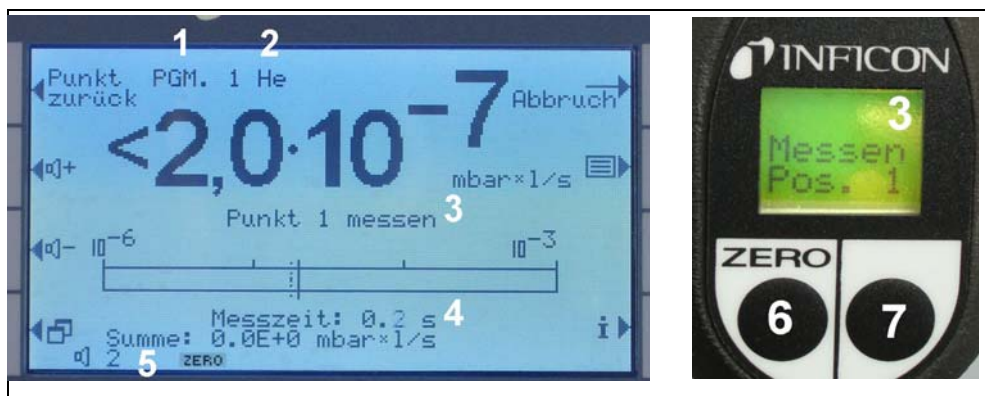 1 2
Punkt PGM. 1 He
zurück
Abbruch
<2,0·10⁻⁷
mbar×l/s
Punkt 1 messen 3
10⁻⁶ 10⁻³
Messzeit: 0.2 s 4
Summe: 0.0E+0 mbar×l/s
i
2 5 ZERO
INFICON
3
Messen
Pos. 1
ZERO
6 7